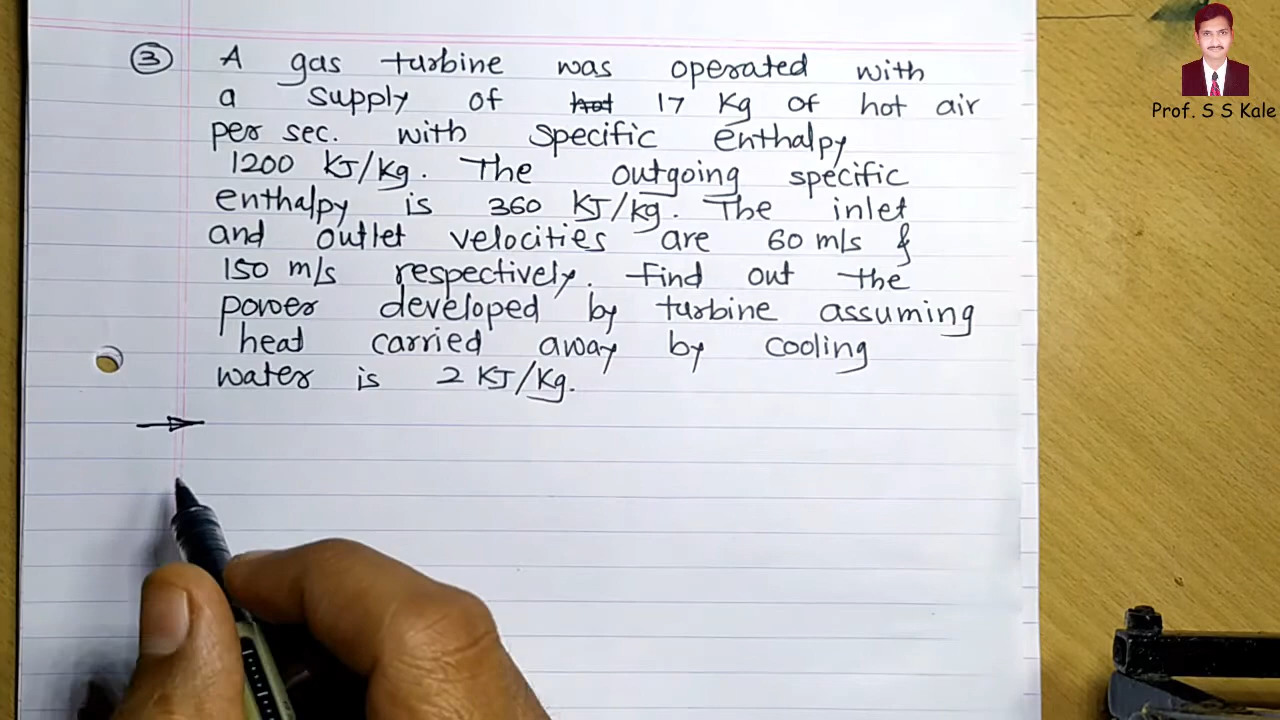 ③ A gas turbine was operated with
a supply of hot 17 Kg of hot air
per sec. with specific enthalpy
1200 KJ/Kg. The outgoing specific
enthalpy is 360 KJ/Kg. The inlet
and outlet velocities are 60 m/s &
150 m/s respectively. Find out the
power developed by turbine assuming
heat carried away by cooling
water is 2 KJ/Kg.
Prof. S S Kale